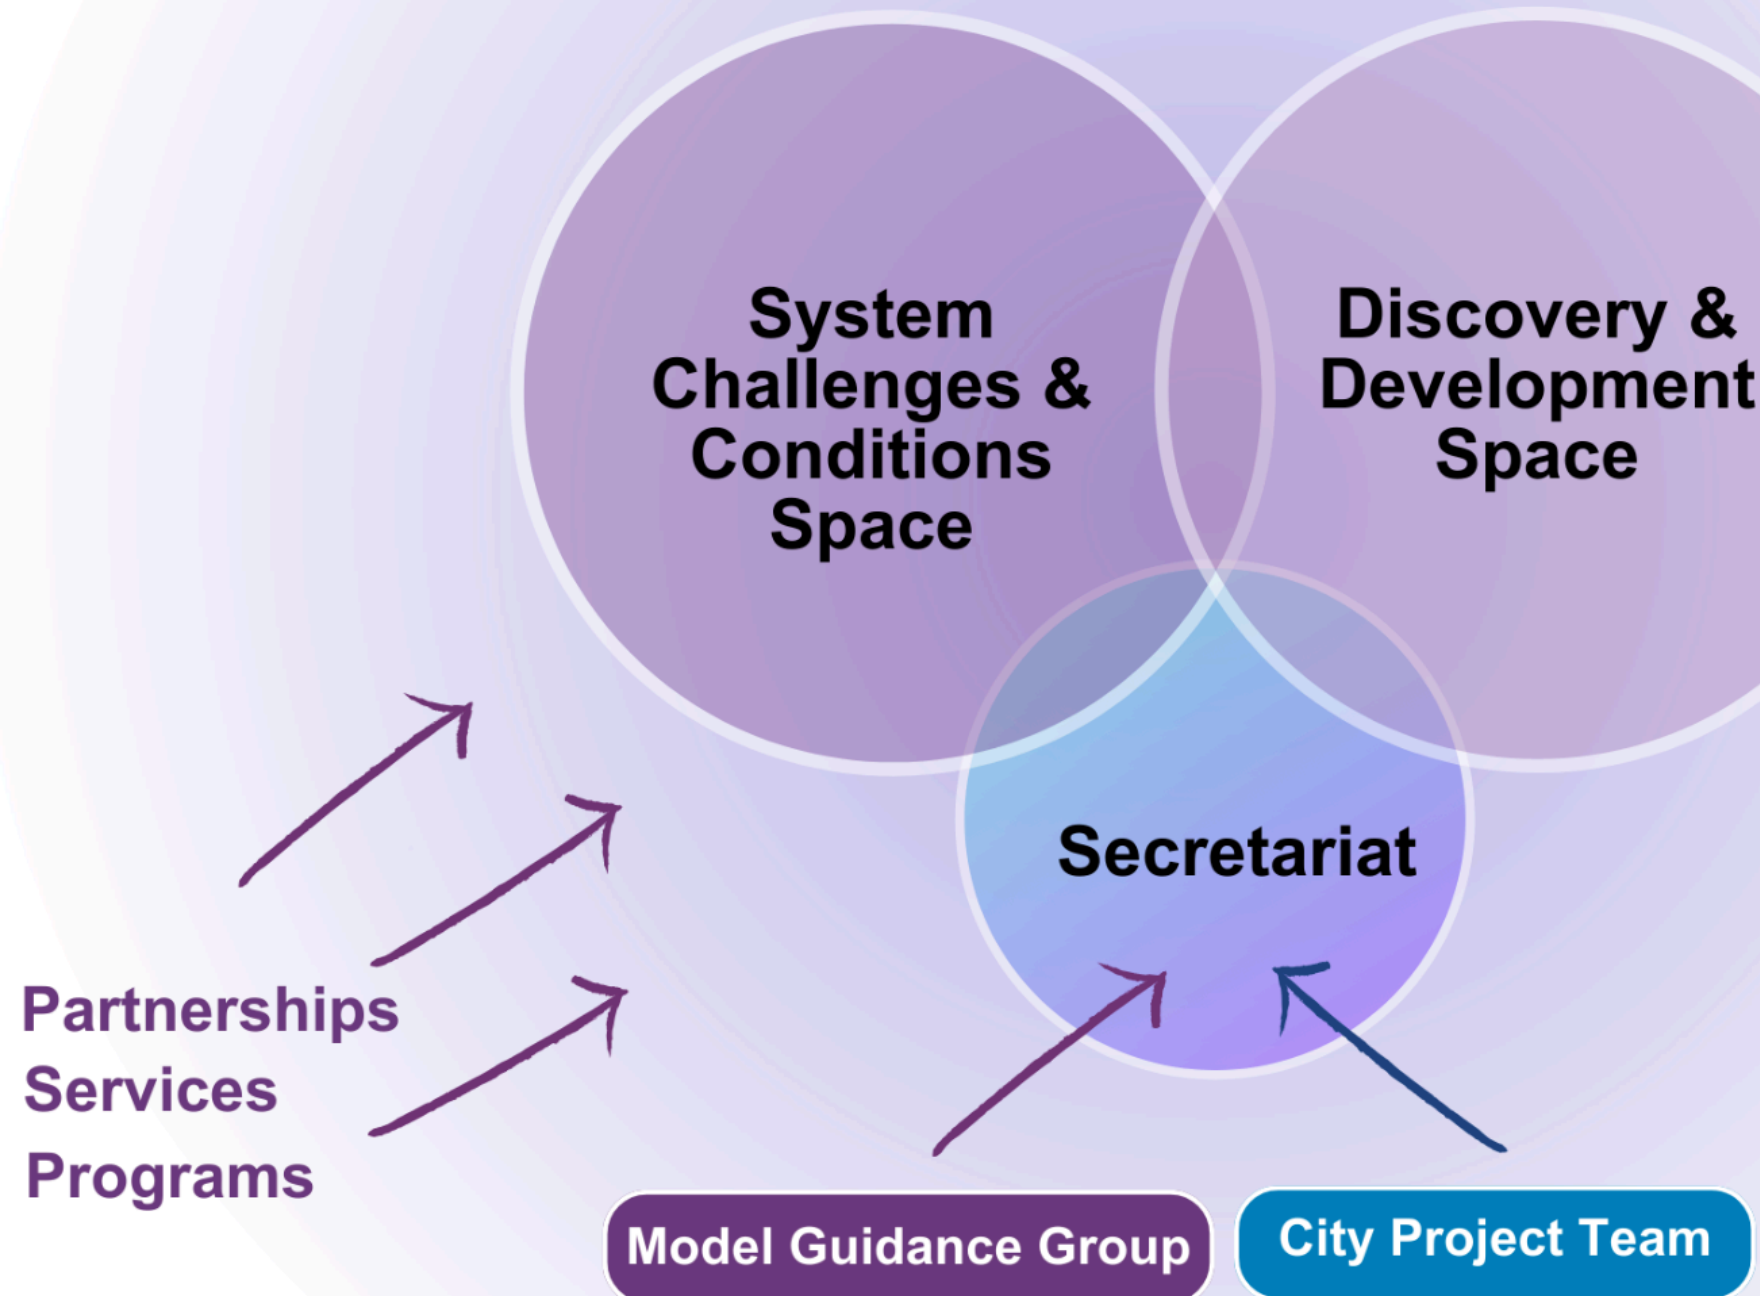 System
Challenges &
Conditions
Space
Discovery &
Development
Space
Secretariat
Partnerships
Services
Programs
Model Guidance Group
City Project Team